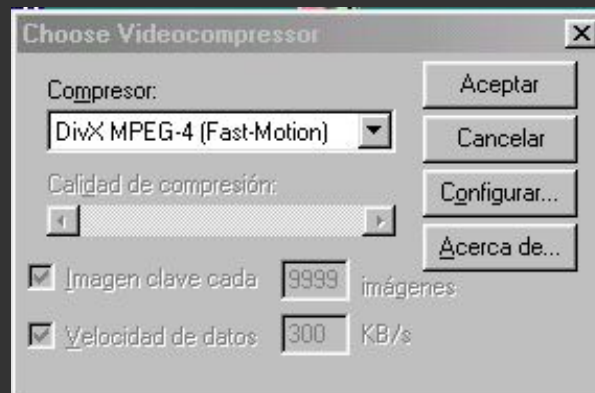 Choose Videocompressor
Compresor:
DivX MPEG-4 (Fast-Motion)
Calidad de compresión:
Imagen clave cada 9999 imágenes
Velocidad de datos 300 KB/s
Aceptar
Cancelar
Configurar...
Acerca de...